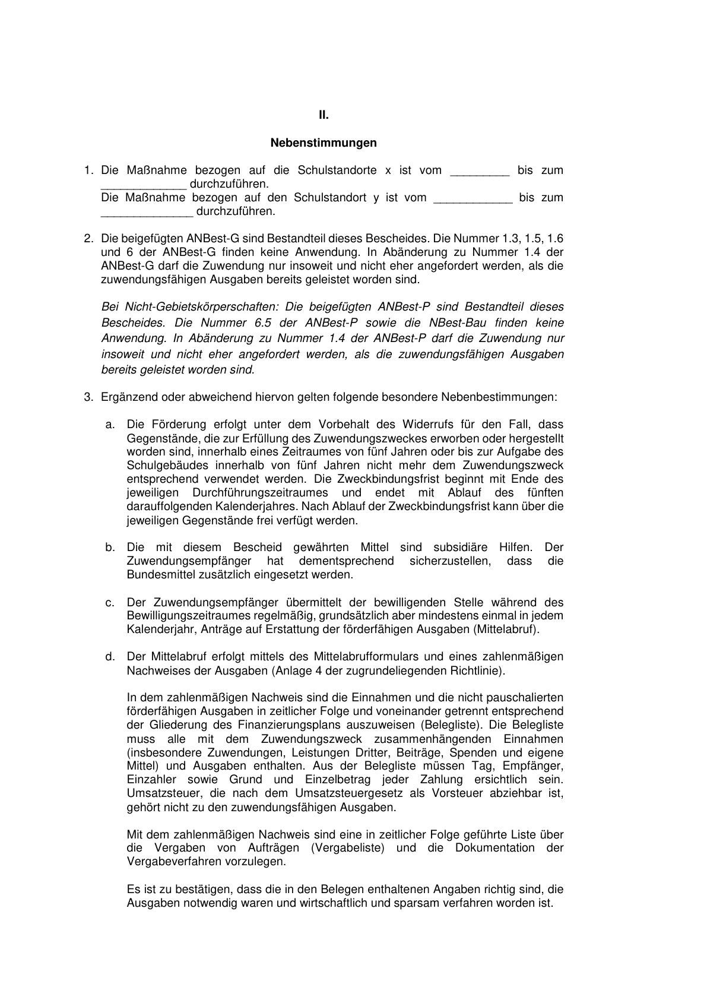 II.
Nebenstimmungen
1. Die Maßnahme bezogen auf die Schulstandorte x ist vom _________ bis zum
_____________ durchzuführen.
Die Maßnahme bezogen auf den Schulstandort y ist vom ____________ bis zum
______________ durchzuführen.
2. Die beigefügten ANBest-G sind Bestandteil dieses Bescheides. Die Nummer 1.3, 1.5, 1.6
und 6 der ANBest-G finden keine Anwendung. In Abänderung zu Nummer 1.4 der
ANBest-G darf die Zuwendung nur insoweit und nicht eher angefordert werden, als die
zuwendungsfähigen Ausgaben bereits geleistet worden sind.
Bei Nicht-Gebietskörperschaften: Die beigefügten ANBest-P sind Bestandteil dieses
Bescheides. Die Nummer 6.5 der ANBest-P sowie die NBest-Bau finden keine
Anwendung. In Abänderung zu Nummer 1.4 der ANBest-P darf die Zuwendung nur
insoweit und nicht eher angefordert werden, als die zuwendungsfähigen Ausgaben
bereits geleistet worden sind.
3. Ergänzend oder abweichend hiervon gelten folgende besondere Nebenbestimmungen:
a. Die Förderung erfolgt unter dem Vorbehalt des Widerrufs für den Fall, dass
Gegenstände, die zur Erfüllung des Zuwendungszweckes erworben oder hergestellt
worden sind, innerhalb eines Zeitraumes von fünf Jahren oder bis zur Aufgabe des
Schulgebäudes innerhalb von fünf Jahren nicht mehr dem Zuwendungszweck
entsprechend verwendet werden. Die Zweckbindungsfrist beginnt mit Ende des
jeweiligen Durchführungszeitraumes und endet mit Ablauf des fünften
darauffolgenden Kalenderjahres. Nach Ablauf der Zweckbindungsfrist kann über die
jeweiligen Gegenstände frei verfügt werden.
b. Die mit diesem Bescheid gewährten Mittel sind subsidiäre Hilfen. Der
Zuwendungsempfänger hat dementsprechend sicherzustellen, dass die
Bundesmittel zusätzlich eingesetzt werden.
c. Der Zuwendungsempfänger übermittelt der bewilligenden Stelle während des
Bewilligungszeitraumes regelmäßig, grundsätzlich aber mindestens einmal in jedem
Kalenderjahr, Anträge auf Erstattung der förderfähigen Ausgaben (Mittelabruf).
d. Der Mittelabruf erfolgt mittels des Mittelabrufformulars und eines zahlenmäßigen
Nachweises der Ausgaben (Anlage 4 der zugrundeliegenden Richtlinie).
In dem zahlenmäßigen Nachweis sind die Einnahmen und die nicht pauschalierten
förderfähigen Ausgaben in zeitlicher Folge und voneinander getrennt entsprechend
der Gliederung des Finanzierungsplans auszuweisen (Belegliste). Die Belegliste
muss alle mit dem Zuwendungszweck zusammenhängenden Einnahmen
(insbesondere Zuwendungen, Leistungen Dritter, Beiträge, Spenden und eigene
Mittel) und Ausgaben enthalten. Aus der Belegliste müssen Tag, Empfänger,
Einzahler sowie Grund und Einzelbetrag jeder Zahlung ersichtlich sein.
Umsatzsteuer, die nach dem Umsatzsteuergesetz als Vorsteuer abziehbar ist,
gehört nicht zu den zuwendungsfähigen Ausgaben.
Mit dem zahlenmäßigen Nachweis sind eine in zeitlicher Folge geführte Liste über
die Vergaben von Aufträgen (Vergabeliste) und die Dokumentation der
Vergabeverfahren vorzulegen.
Es ist zu bestätigen, dass die in den Belegen enthaltenen Angaben richtig sind, die
Ausgaben notwendig waren und wirtschaftlich und sparsam verfahren worden ist.